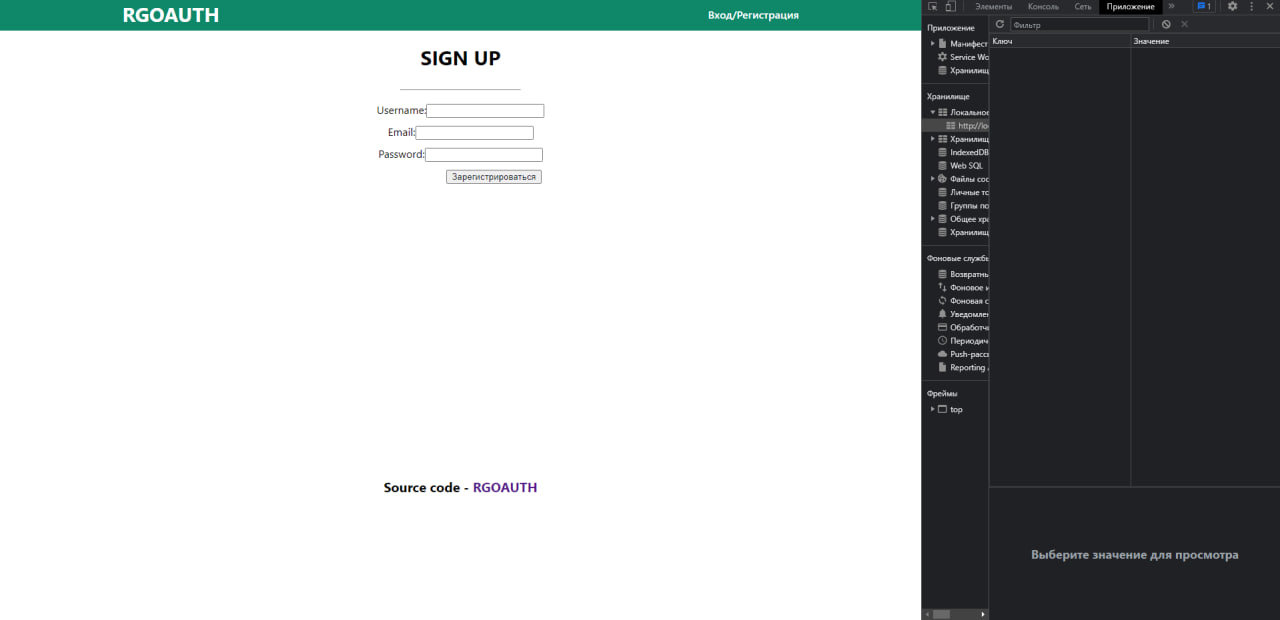 RGOAUTH
Вход/Регистрация
SIGN UP
Username:
Email:
Password:
Зарегистрироваться
Source code - RGOAUTH
Элементы Консоль Сеть Приложение » 1
Приложение
Манифест
Service Wo
Хранилищ
Хранилище
Локальное
http://lo
Хранилищ
IndexedDB
Web SQL
Файлы coo
Личные то
Группы по
Общее хра
Хранилищ
Фоновые службы
Возвратны
Фоновое и
Фоновая с
Уведомлен
Обработчи
Периодич
Push-расс
Reporting
Фреймы
top
Фильтр
Ключ Значение
Выберите значение для просмотра